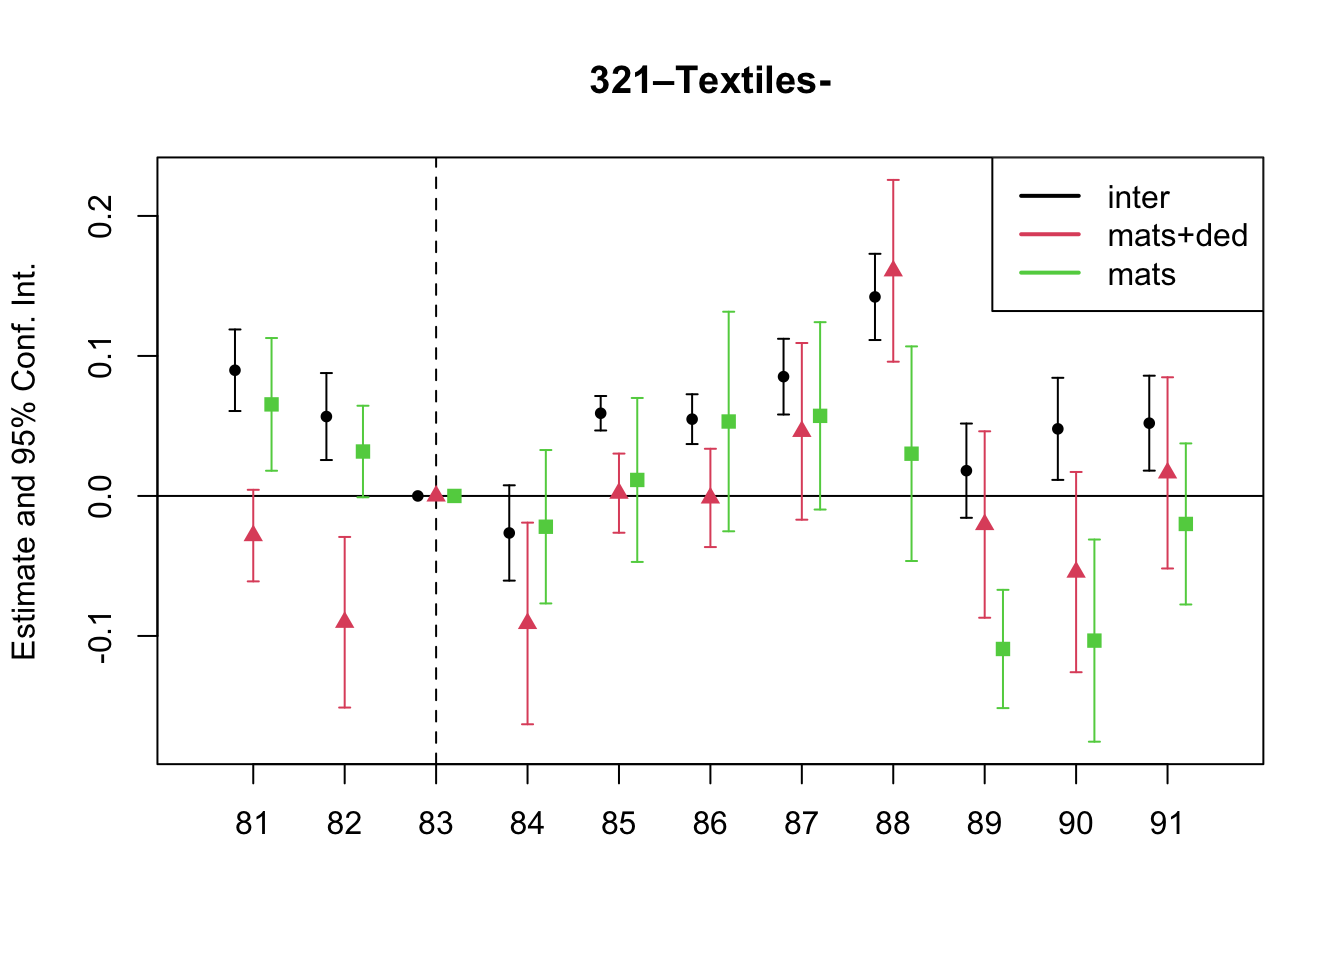 321–Textiles-
Estimate and 95% Conf. Int.
0.2
0.1
0.0
-0.1
inter
mats+ded
mats
81 82 83 84 85 86 87 88 89 90 91